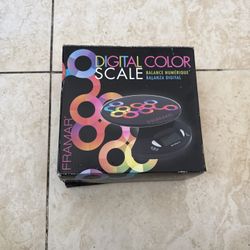 DIGITAL COLOR
SCALE
BALANCE NUMÉRIQUE
BALANZA DIGITAL
FRAMAR